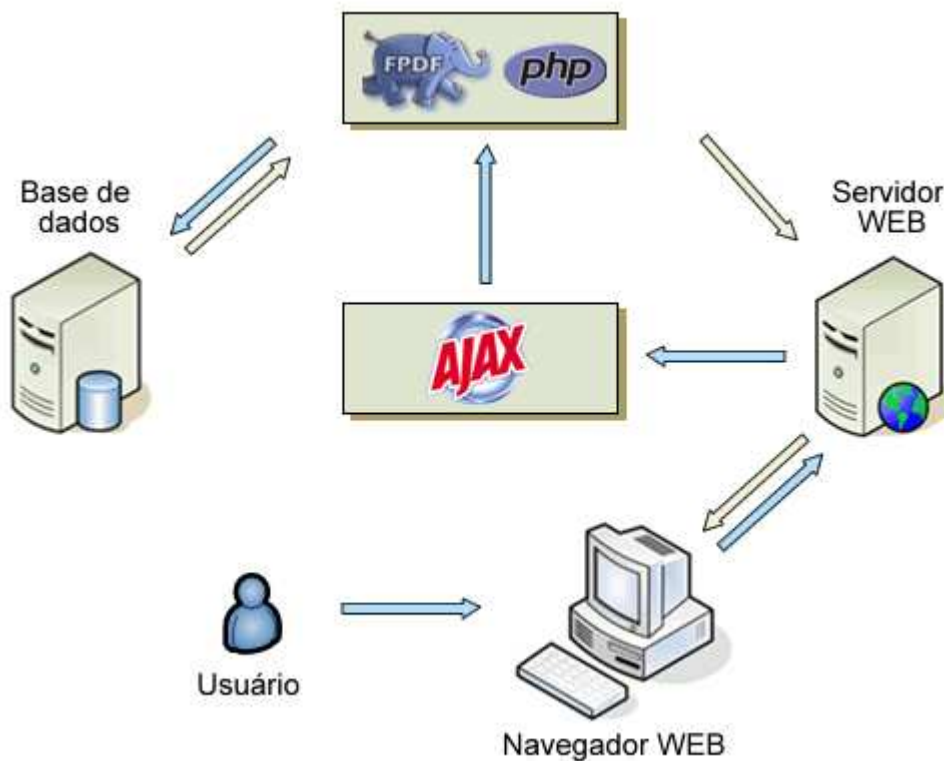 FPDF
php
Base de
dados
Servidor
WEB
AJAX
Usuário
Navegador WEB